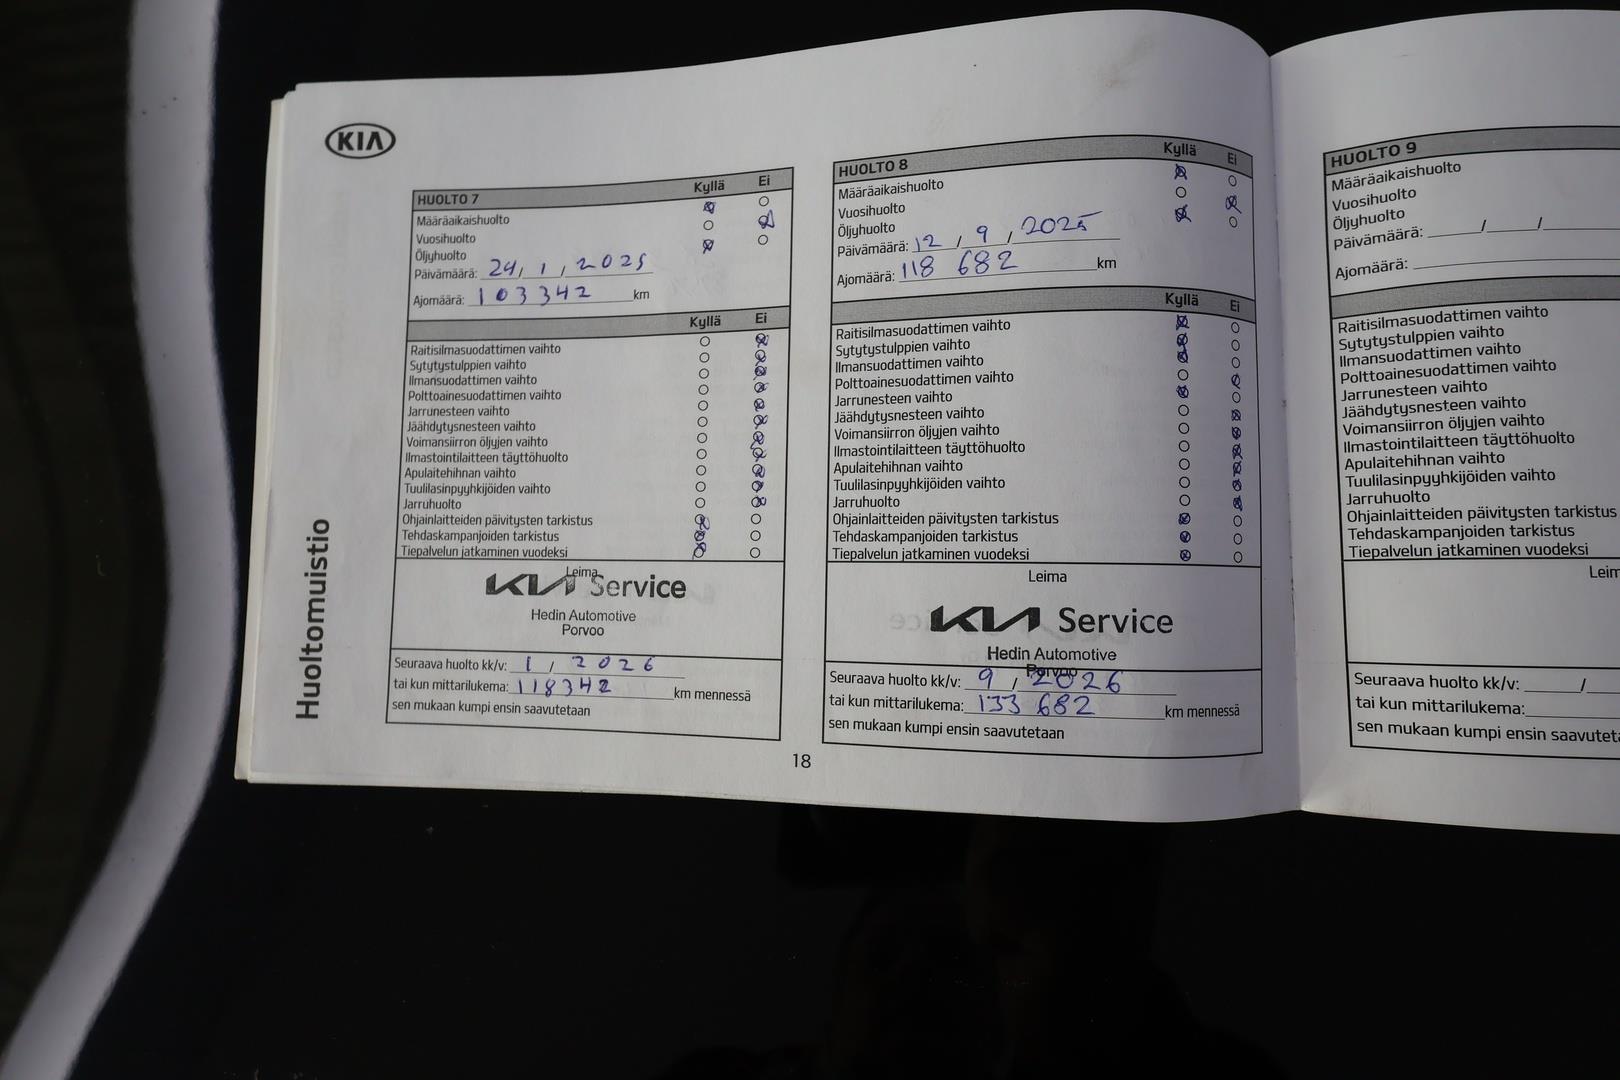 KIA
Huoltomuistio
HUOLTO 7
Kyllä Ei
Määräaikaishuolto
Vuosihuolto
Öljyhuolto
Päivämäärä: 24 / 1 / 2025
Ajomäärä: 103342 km
Kyllä Ei
Raitisilmasuodattimen vaihto
Sytytystulppien vaihto
Ilmansuodattimen vaihto
Polttoainesuodattimen vaihto
Jarrunesteen vaihto
Jäähdytysnesteen vaihto
Voimansiirron öljyjen vaihto
Ilmastointilaitteen täyttöhuolto
Apulaitehihnan vaihto
Tuulilasinpyyhkijöiden vaihto
Jarruhuolto
Ohjainlaitteiden päivitysten tarkistus
Tehdaskampanjoiden tarkistus
Tiepalvelun jatkaminen vuodeksi
Leima
KIA Service
Hedin Automotive
Porvoo
Seuraava huolto kk/v: 1 / 2026
tai kun mittarilukema: 118342 km mennessä
sen mukaan kumpi ensin saavutetaan
HUOLTO 8
Kyllä Ei
Määräaikaishuolto
Vuosihuolto
Öljyhuolto
Päivämäärä: 12 / 9 / 2025
Ajomäärä: 118 682 km
Kyllä Ei
Raitisilmasuodattimen vaihto
Sytytystulppien vaihto
Ilmansuodattimen vaihto
Polttoainesuodattimen vaihto
Jarrunesteen vaihto
Jäähdytysnesteen vaihto
Voimansiirron öljyjen vaihto
Ilmastointilaitteen täyttöhuolto
Apulaitehihnan vaihto
Tuulilasinpyyhkijöiden vaihto
Jarruhuolto
Ohjainlaitteiden päivitysten tarkistus
Tehdaskampanjoiden tarkistus
Tiepalvelun jatkaminen vuodeksi
Leima
KIA Service
Hedin Automotive
Porvoo
Seuraava huolto kk/v: 9 / 2026
tai kun mittarilukema: 133 682 km mennessä
sen mukaan kumpi ensin saavutetaan
18
HUOLTO 9
Määräaikaishuolto
Vuosihuolto
Öljyhuolto
Päivämäärä: / /
Ajomäärä:
Raitisilmasuodattimen vaihto
Sytytystulppien vaihto
Ilmansuodattimen vaihto
Polttoainesuodattimen vaihto
Jarrunesteen vaihto
Jäähdytysnesteen vaihto
Voimansiirron öljyjen vaihto
Ilmastointilaitteen täyttöhuolto
Apulaitehihnan vaihto
Tuulilasinpyyhkijöiden vaihto
Jarruhuolto
Ohjainlaitteiden päivitysten tarkistus
Tehdaskampanjoiden tarkistus
Tiepalvelun jatkaminen vuodeksi
Leim
Seuraava huolto kk/v: /
tai kun mittarilukema:
sen mukaan kumpi ensin saavutet